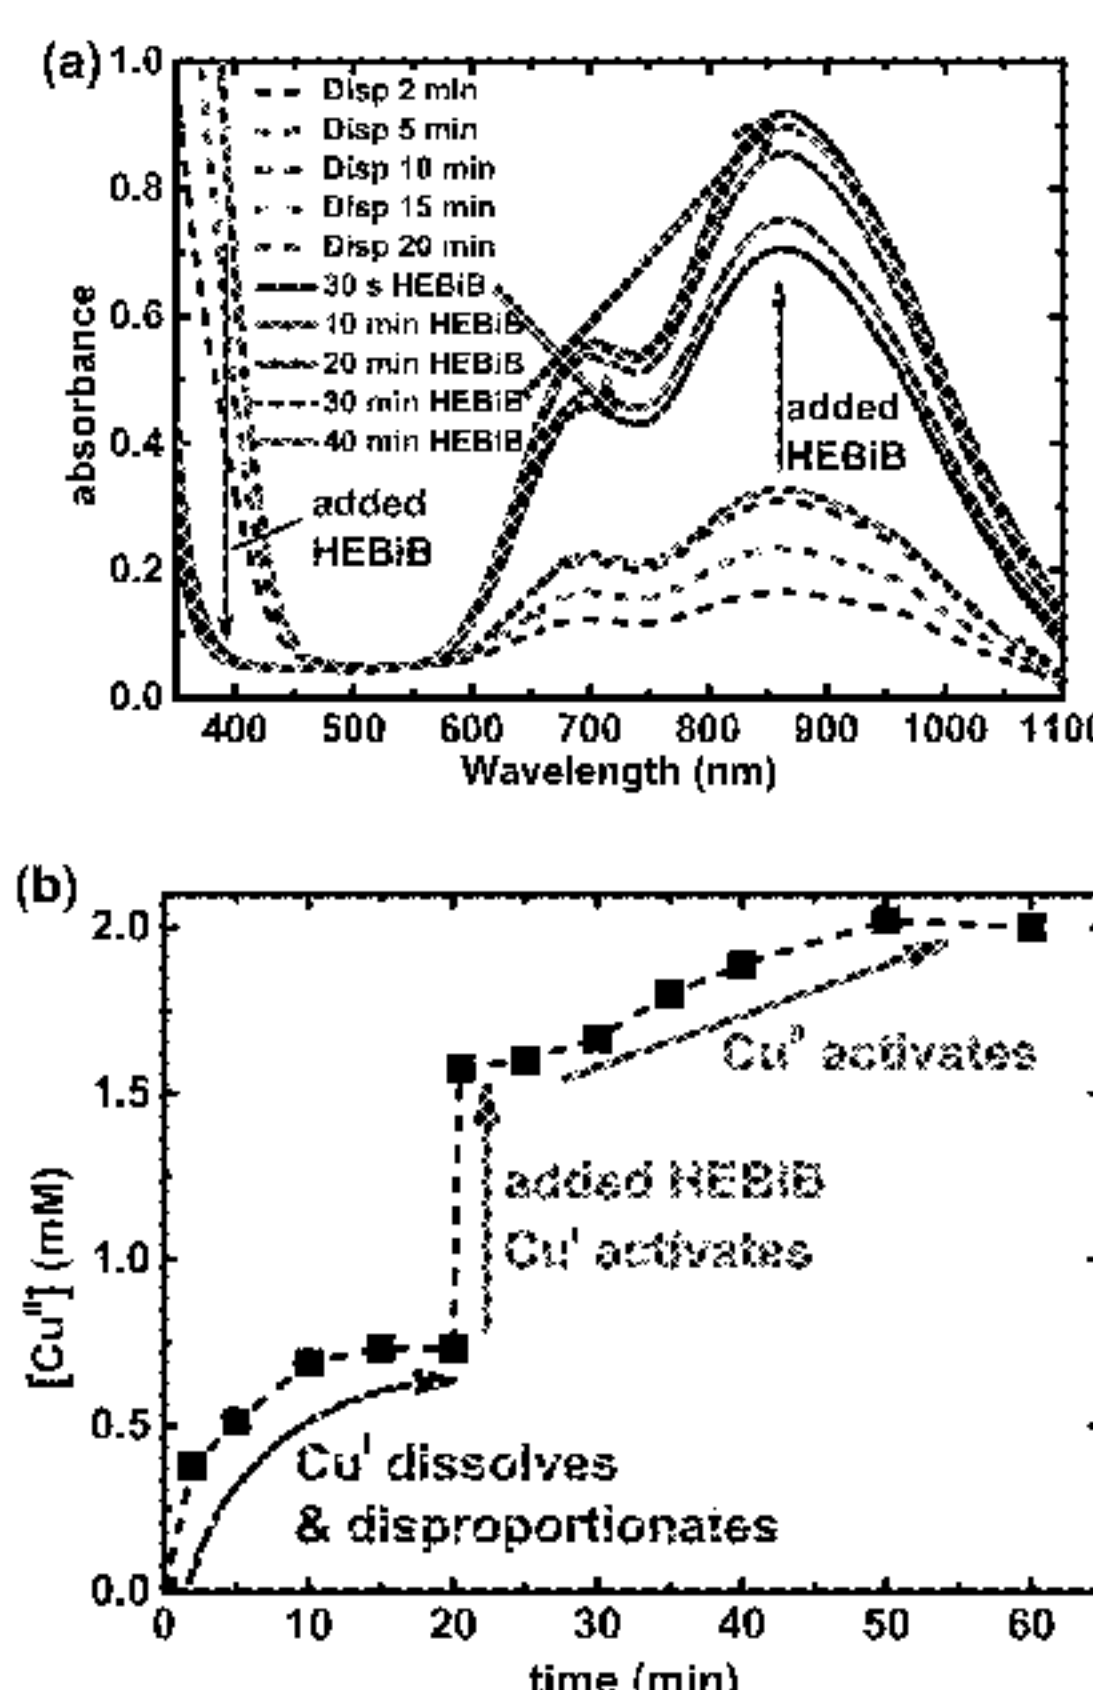 (a)
1.0
0.8
0.6
0.4
0.2
0.0
absorbance
Disp 2 min
Disp 5 min
Disp 10 min
Disp 15 min
Disp 20 min
30 s HEBiB
10 min HEBiB
20 min HEBiB
30 min HEBiB
40 min HEBiB
added
HEBiB
added
HEBiB
400 500 600 700 800 900 1000 1100
Wavelength (nm)
(b)
2.0
1.5
1.0
0.5
0.0
[Cuᴵᴵ] (mM)
Cu⁰ activates
added HEBiB
Cuᴵ activates
Cuᴵ dissolves
& disproportionates
0 10 20 30 40 50 60
time (min)